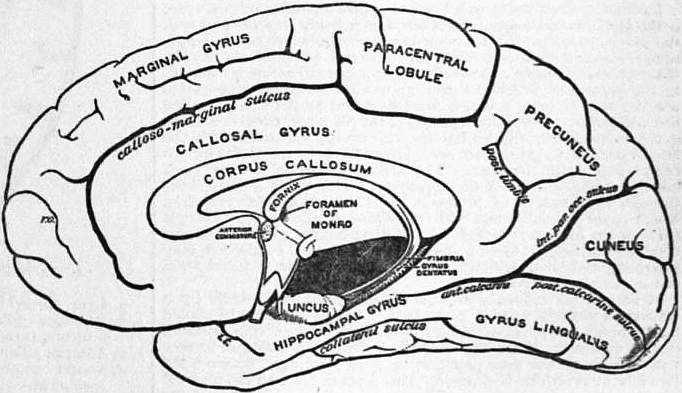 MARGINAL GYRUS
PARACENTRAL
LOBULE
r.
calloso-marginal sulcus
CALLOSAL GYRUS
PRECUNEUS
CORPUS CALLOSUM
post. limbic
int. par. occ. sulcus
FORNIX
FORAMEN
OF
MONRO
r.o.
ANTERIOR
COMMISSURE
CUNEUS
FIMBRIA
GYRUS
DENTATUS
ant. calcarine
post. calcarine sulcus
UNCUS
HIPPOCAMPAL GYRUS
GYRUS LINGUALIS
collateral sulcus